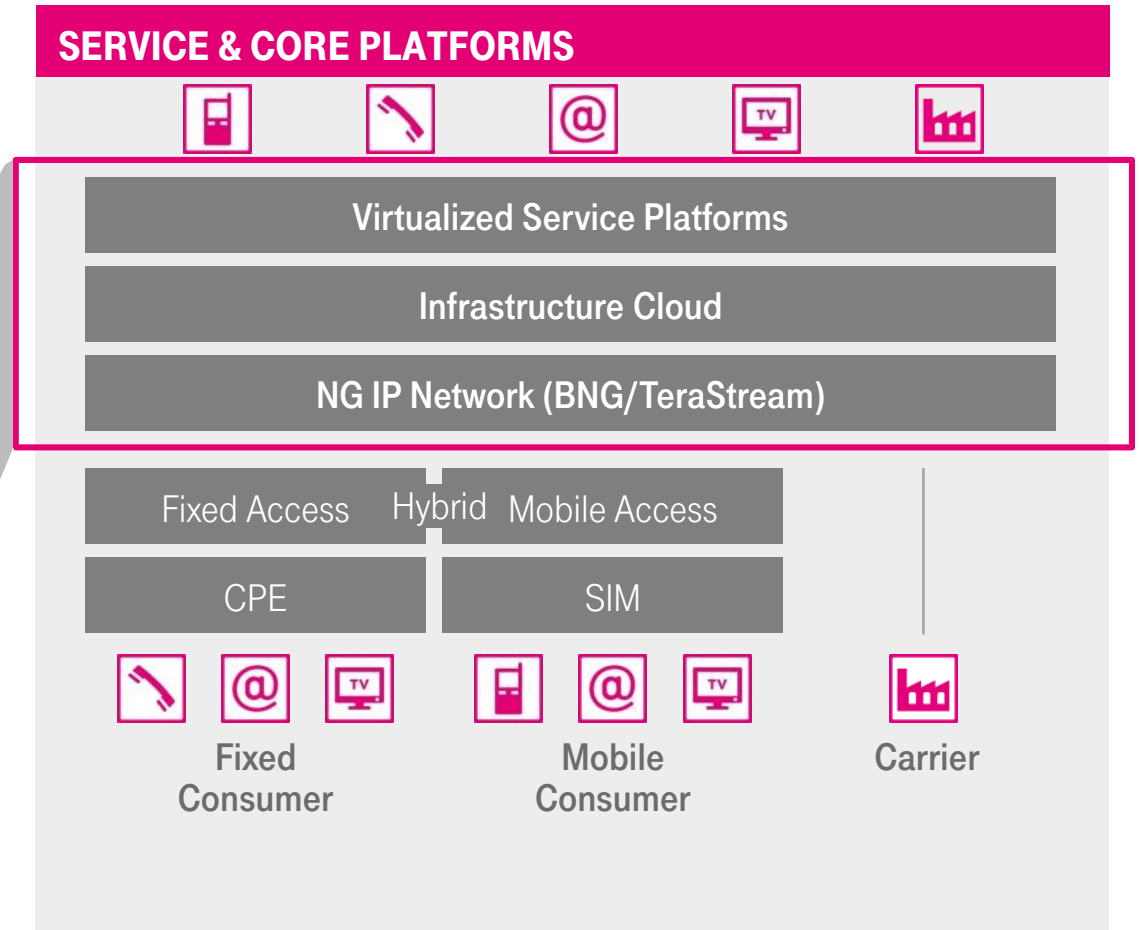 SERVICE & CORE PLATFORMS
TV
Virtualized Service Platforms
Infrastructure Cloud
NG IP Network (BNG/TeraStream)
Fixed Access Hybrid Mobile Access
CPE SIM
TV TV
Fixed Consumer
Mobile Consumer
Carrier